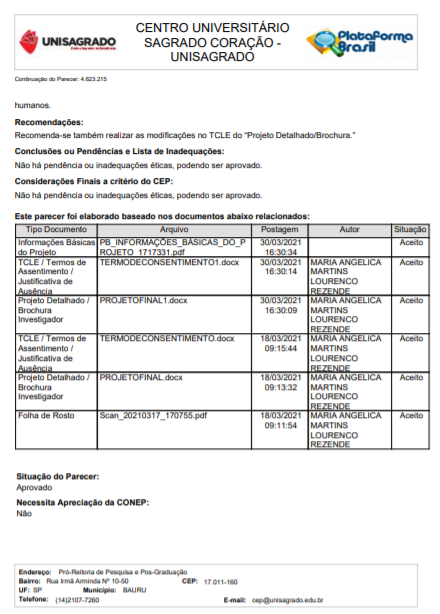 UNISAGRADO
CENTRO UNIVERSITÁRIO
SAGRADO CORAÇÃO -
UNISAGRADO
Plataforma
Brasil
Continuação do Parecer: 4.623.215
humanos.
Recomendações:
Recomenda-se também realizar as modificações no TCLE do "Projeto Detalhado/Brochura."
Conclusões ou Pendências e Lista de Inadequações:
Não há pendência ou inadequações éticas, podendo ser aprovado.
Considerações Finais a critério do CEP:
Não há pendência ou inadequações éticas, podendo ser aprovado.
Este parecer foi elaborado baseado nos documentos abaixo relacionados:
Tipo Documento Arquivo Postagem Autor Situação
Informações Básicas PB_INFORMAÇÕES_BÁSICAS_DO_P 30/03/2021 Aceito
do Projeto ROJETO_1717331.pdf 16:30:34
TCLE / Termos de TERMODECONSENTIMENTO1.docx 30/03/2021 MARIA ANGELICA Aceito
Assentimento / 16:30:14 MARTINS
Justificativa de LOURENCO
Ausência REZENDE
Projeto Detalhado / PROJETOFINAL1.docx 30/03/2021 MARIA ANGELICA Aceito
Brochura 16:30:09 MARTINS
Investigador LOURENCO
REZENDE
TCLE / Termos de TERMODECONSENTIMENTO.docx 18/03/2021 MARIA ANGELICA Aceito
Assentimento / 09:15:44 MARTINS
Justificativa de LOURENCO
Ausência REZENDE
Projeto Detalhado / PROJETOFINAL.docx 18/03/2021 MARIA ANGELICA Aceito
Brochura 09:13:32 MARTINS
Investigador LOURENCO
REZENDE
Folha de Rosto Scan_20210317_170755.pdf 18/03/2021 MARIA ANGELICA Aceito
09:11:54 MARTINS
LOURENCO
REZENDE
Situação do Parecer:
Aprovado
Necessita Apreciação da CONEP:
Não
Endereço: Pró-Reitoria de Pesquisa e Pos-Graduação
Bairro: Rua Irmã Arminda Nº 10-50 CEP: 17.011-160
UF: SP Município: BAURU
Telefone: (14)2107-7260 E-mail: cep@unisagrado.edu.br